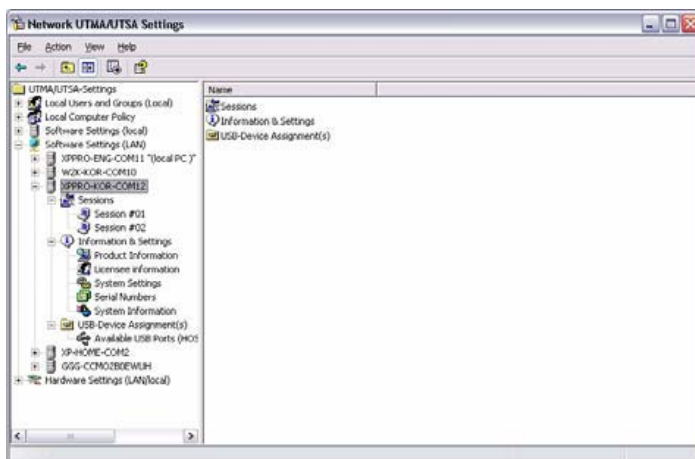 Network UTMA/UTSA Settings
File Action View Help
UTMA/UTSA-Settings
Local Users and Groups (Local)
Local Computer Policy
Software Settings (local)
Software Settings (LAN)
XPPRO-ENG-COM11 "(local PC)"
W2K-KOR-COM10
XPPRO-KOR-COM12
Sessions
Session #01
Session #02
Information & Settings
Product Information
Licensee information
System Settings
Serial Numbers
System Information
USB-Device Assignment(s)
Available USB Ports (HOS
XP-HOME-COM2
GGG-CCMO2B0EWUH
Hardware Settings (LAN/local)
Name
Sessions
Information & Settings
USB-Device Assignment(s)